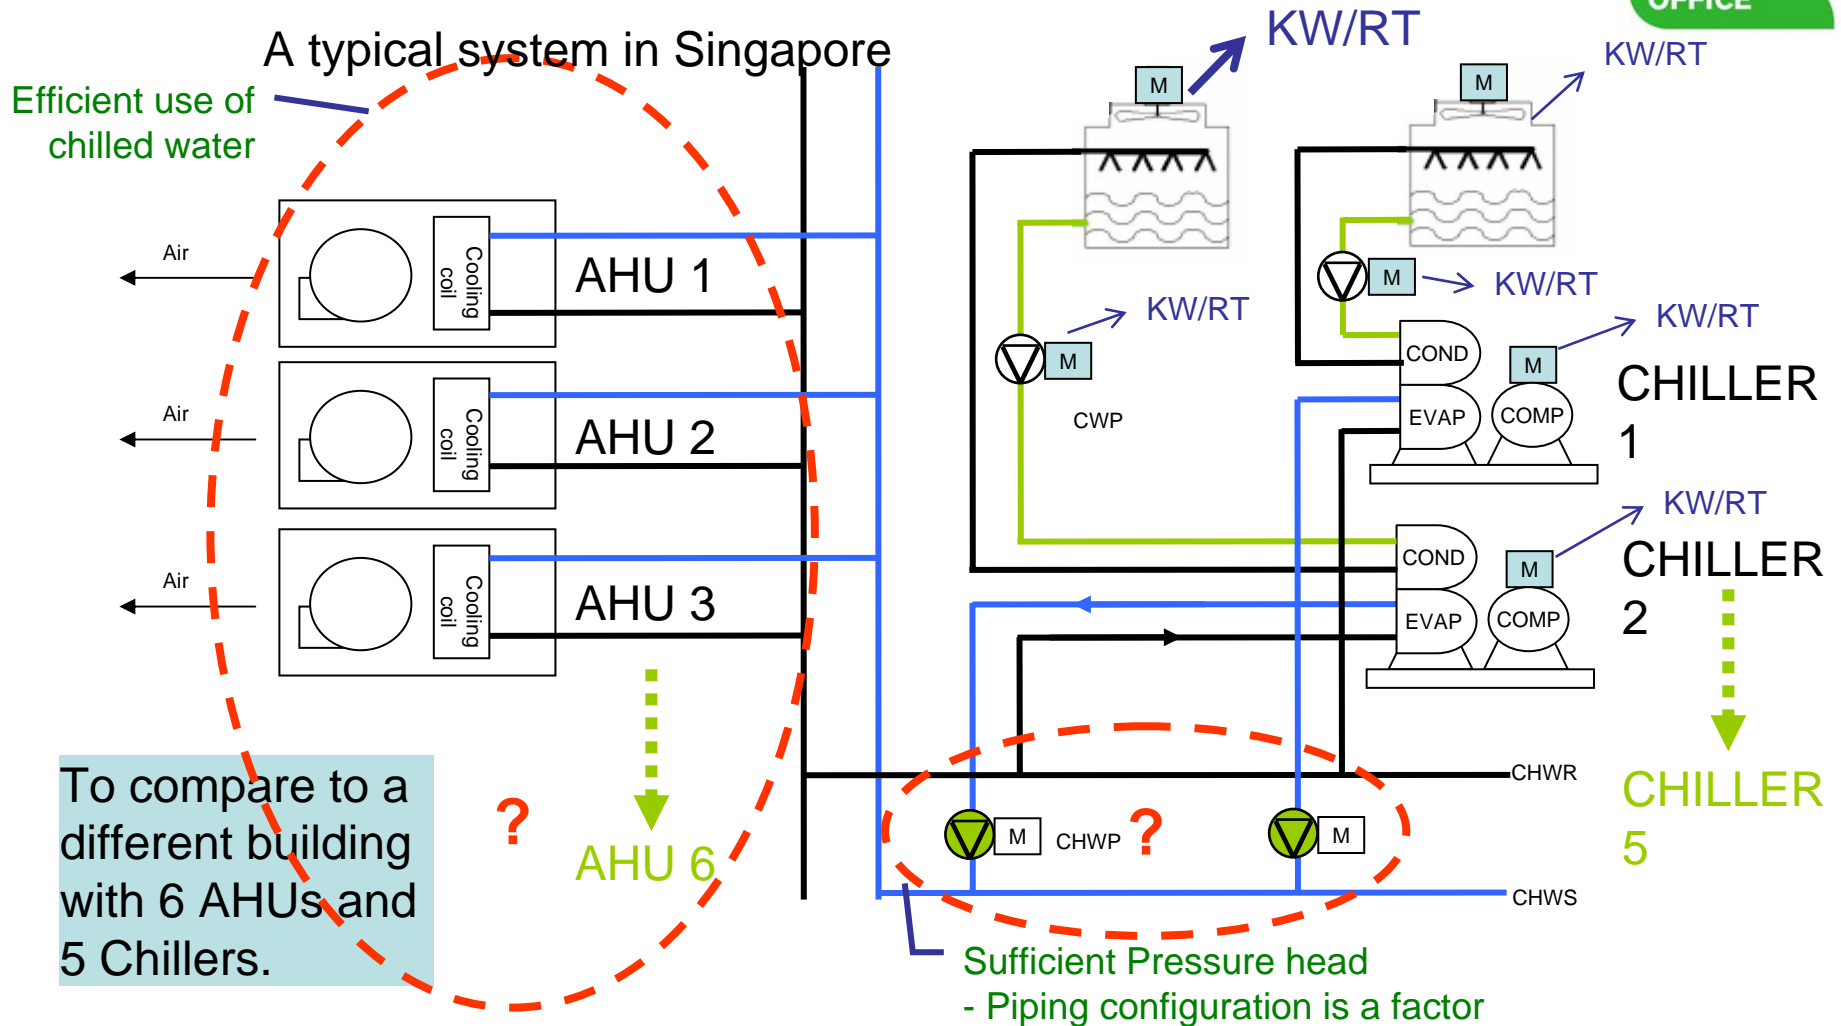 OFFICE
A typical system in Singapore
KW/RT
KW/RT
Efficient use of
chilled water
M
M
Air
Cooling
coil
AHU 1
M
KW/RT
KW/RT
M
KW/RT
COND
M
CHILLER
1
Air
Cooling
coil
AHU 2
CWP
EVAP
COMP
KW/RT
COND
M
CHILLER
2
Air
Cooling
coil
AHU 3
EVAP
COMP
To compare to a
different building
with 6 AHUs and
5 Chillers.
?
AHU 6
CHWR
CHILLER
5
M
CHWP
?
M
CHWS
Sufficient Pressure head
- Piping configuration is a factor